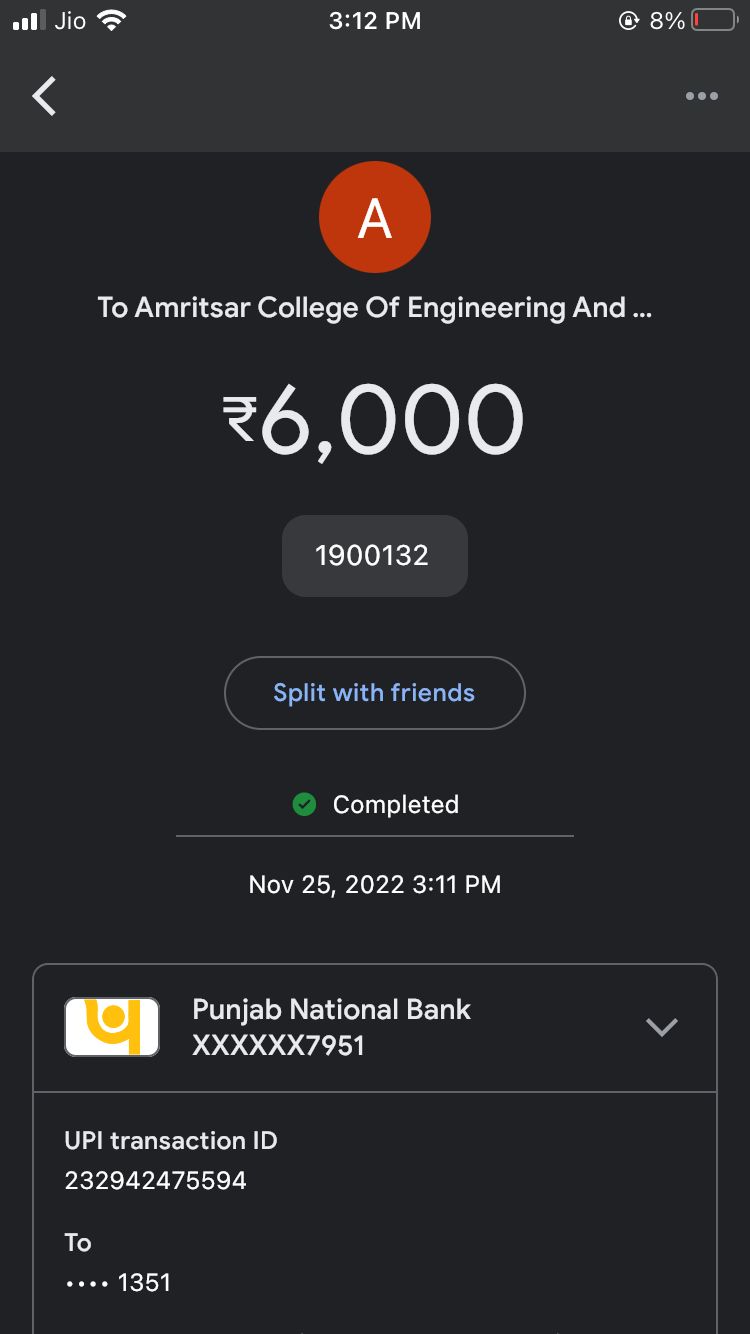 Jio 3:12 PM 8%
A
To Amritsar College Of Engineering And ...
₹6,000
1900132
Split with friends
Completed
Nov 25, 2022 3:11 PM
Punjab National Bank
XXXXXX7951
UPI transaction ID
232942475594
To
•••• 1351